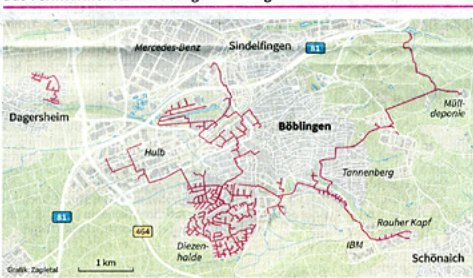 Mercedes-Benz
Sindelfingen
81
Müll-
deponie
Dagersheim
Böblingen
Hulb
Tannenberg
81
464
Rauher Kapf
Diezen-
halde
IBM
Schönaich
Grafik: Zapletal
1 km